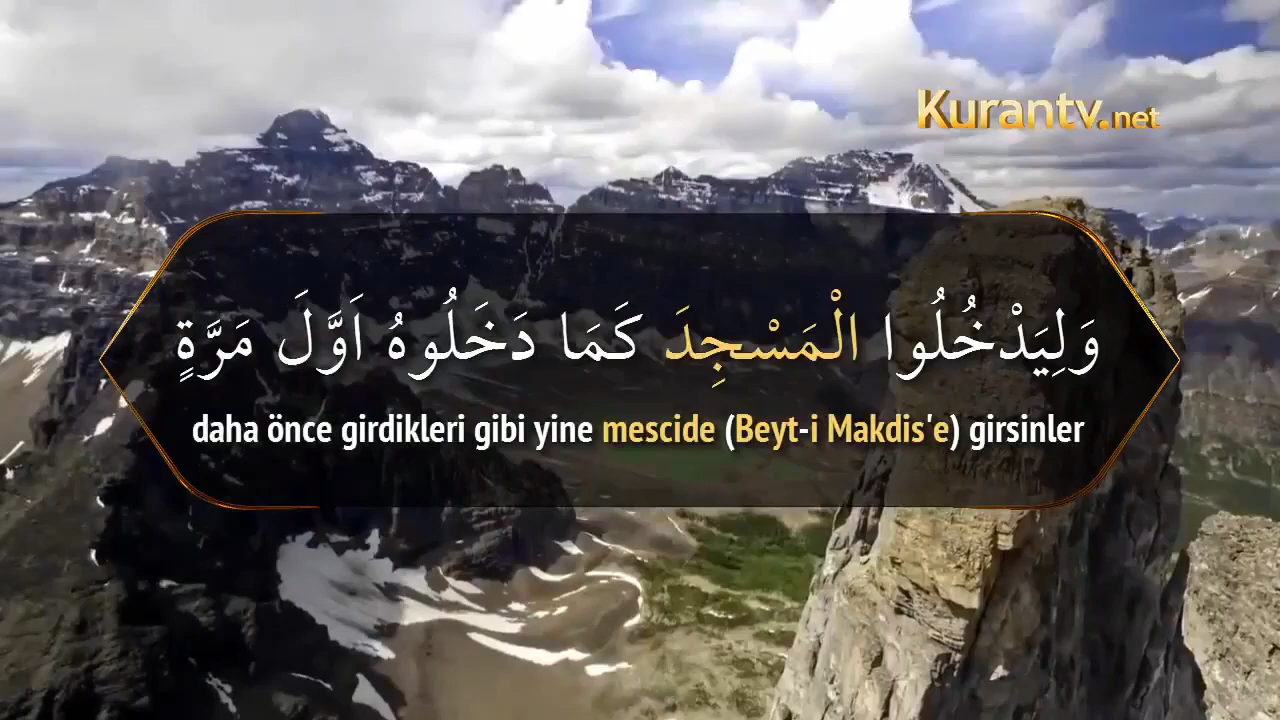 Kurantv.net
وَلِيَدْخُلُوا الْمَسْجِدَ كَمَا دَخَلُوهُ اَوَّلَ مَرَّةٍ
daha önce girdikleri gibi yine mescide (Beyt-i Makdis'e) girsinler